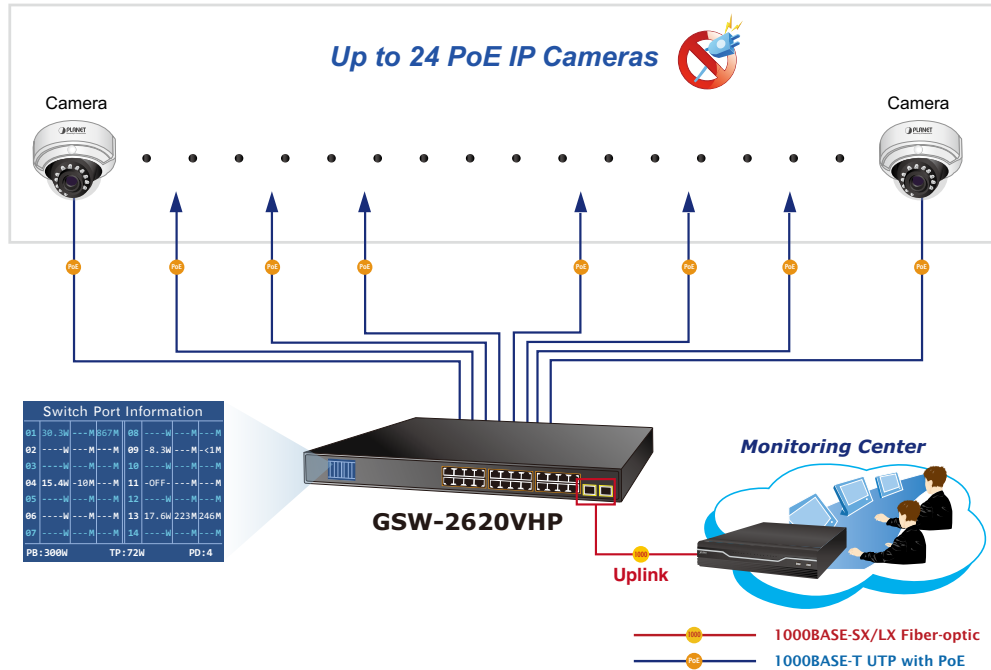 Up to 24 PoE IP Cameras
Camera
Camera
PLANET
PLANET
PoE
PoE
PoE
PoE
PoE
PoE
PoE
PoE
Switch Port Information
01 30.3W ---M 867M 08 ----W ---M ---M
02 ----W ---M ---M 09 -8.3W ---M -<1M
03 ----W ---M ---M 10 ----W ---M ---M
04 15.4W -10M ---M 11 -OFF- ---M ---M
05 ----W ---M ---M 12 ----W ---M ---M
06 ----W ---M ---M 13 17.6W 223M 246M
07 ----W ---M ---M 14 ----W ---M ---M
PB:300W TP:72W PD:4
GSW-2620VHP
Monitoring Center
1000
Uplink
1000 1000BASE-SX/LX Fiber-optic
PoE 1000BASE-T UTP with PoE